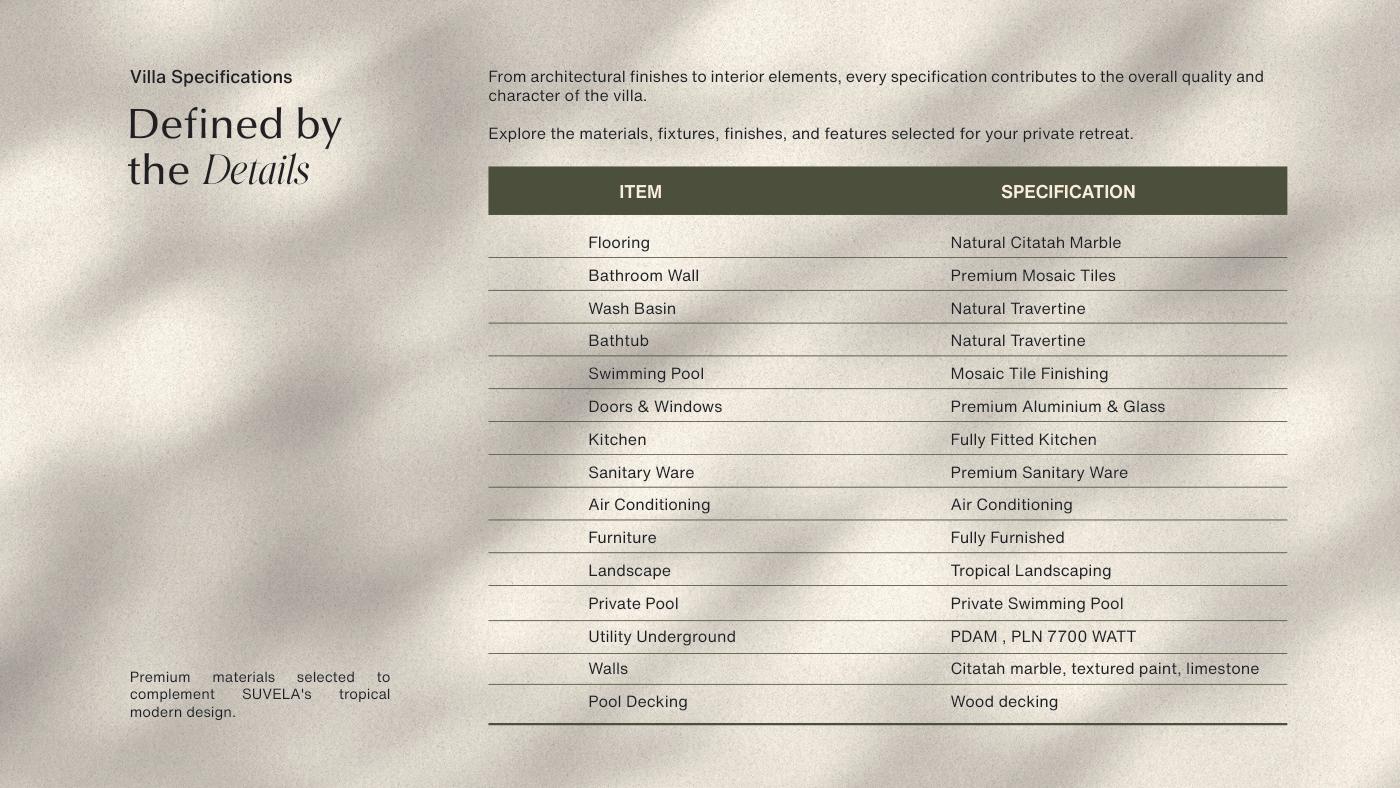 Villa Specifications
Defined by
the Details
From architectural finishes to interior elements, every specification contributes to the overall quality and
character of the villa.
Explore the materials, fixtures, finishes, and features selected for your private retreat.
ITEM SPECIFICATION
Flooring Natural Citatah Marble
Bathroom Wall Premium Mosaic Tiles
Wash Basin Natural Travertine
Bathtub Natural Travertine
Swimming Pool Mosaic Tile Finishing
Doors & Windows Premium Aluminium & Glass
Kitchen Fully Fitted Kitchen
Sanitary Ware Premium Sanitary Ware
Air Conditioning Air Conditioning
Furniture Fully Furnished
Landscape Tropical Landscaping
Private Pool Private Swimming Pool
Utility Underground PDAM , PLN 7700 WATT
Walls Citatah marble, textured paint, limestone
Pool Decking Wood decking
Premium materials selected to
complement SUVELA's tropical
modern design.